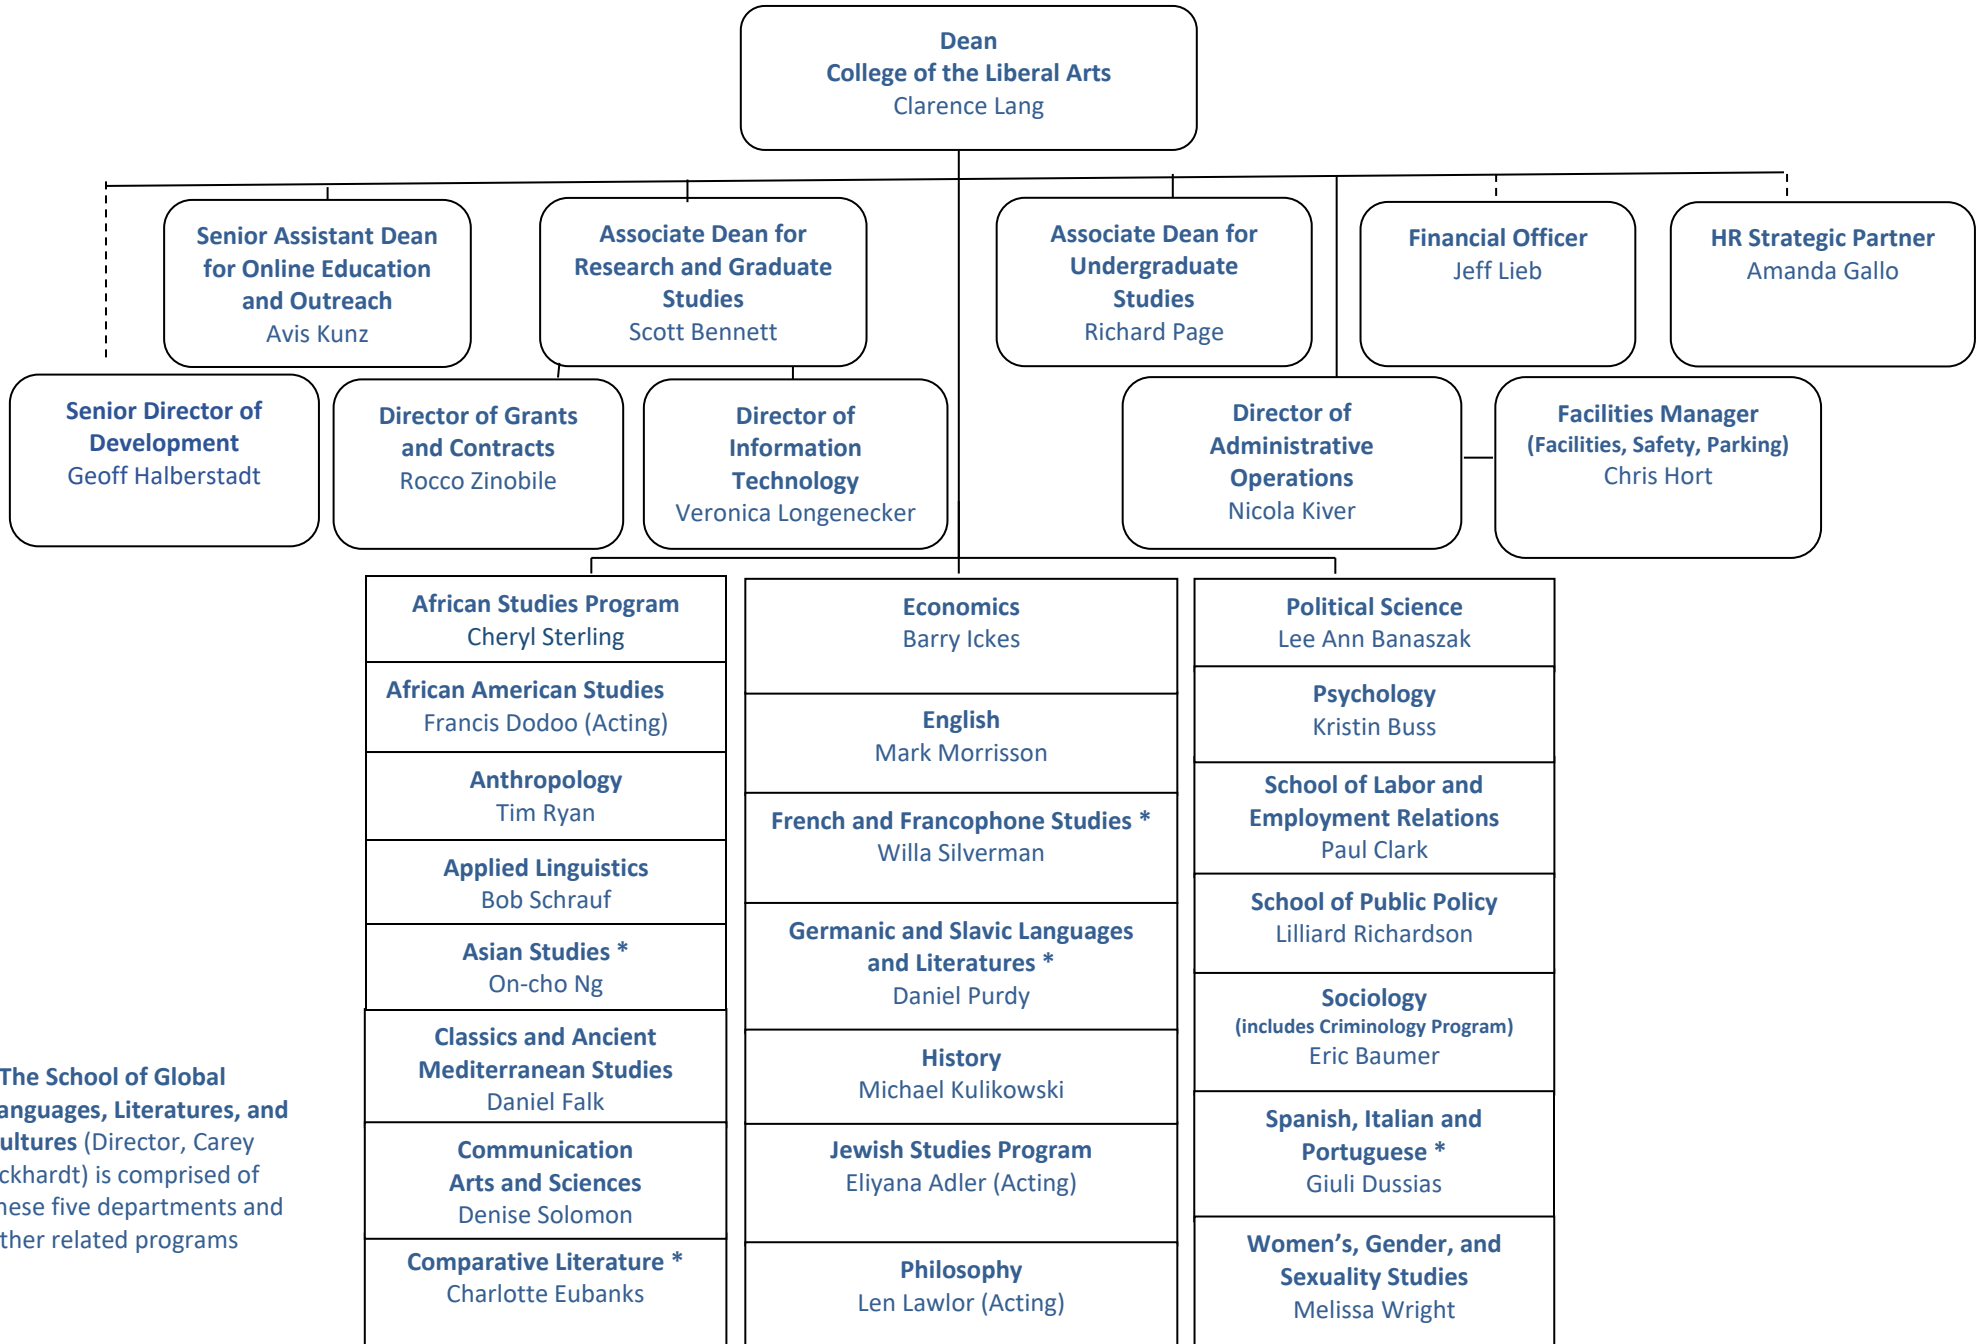 Dean
College of the Liberal Arts
Clarence Lang
Senior Assistant Dean
for Online Education
and Outreach
Avis Kunz
Associate Dean for
Research and Graduate
Studies
Scott Bennett
Associate Dean for
Undergraduate
Studies
Richard Page
Financial Officer
Jeff Lieb
HR Strategic Partner
Amanda Gallo
Senior Director of
Development
Geoff Halberstadt
Director of Grants
and Contracts
Rocco Zinobile
Director of
Information
Technology
Veronica Longenecker
Director of
Administrative
Operations
Nicola Kiver
Facilities Manager
(Facilities, Safety, Parking)
Chris Hort
African Studies Program
Cheryl Sterling
African American Studies
Francis Dodoo (Acting)
Anthropology
Tim Ryan
Applied Linguistics
Bob Schrauf
Asian Studies *
On-cho Ng
Classics and Ancient
Mediterranean Studies
Daniel Falk
Communication
Arts and Sciences
Denise Solomon
Comparative Literature *
Charlotte Eubanks
Economics
Barry Ickes
English
Mark Morrisson
French and Francophone Studies *
Willa Silverman
Germanic and Slavic Languages
and Literatures *
Daniel Purdy
History
Michael Kulikowski
Jewish Studies Program
Eliyana Adler (Acting)
Philosophy
Len Lawlor (Acting)
Political Science
Lee Ann Banaszak
Psychology
Kristin Buss
School of Labor and
Employment Relations
Paul Clark
School of Public Policy
Lilliard Richardson
Sociology
(includes Criminology Program)
Eric Baumer
Spanish, Italian and
Portuguese *
Giuli Dussias
Women's, Gender, and
Sexuality Studies
Melissa Wright
The School of Global
anguages, Literatures, and
ultures (Director, Carey
ckhardt) is comprised of
hese five departments and
ther related programs